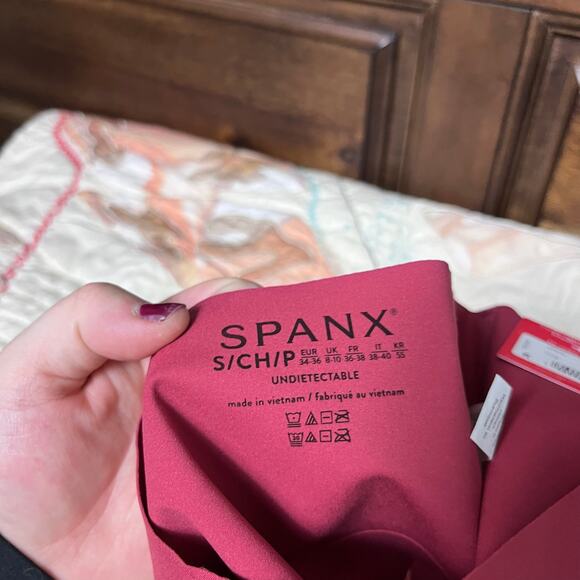 SPANX®
S/CH/P EUR UK FR IT KR
34-36 8-10 36-38 38-40 55
UNDIETECTABLE
made in vietnam / fabriqué au vietnam